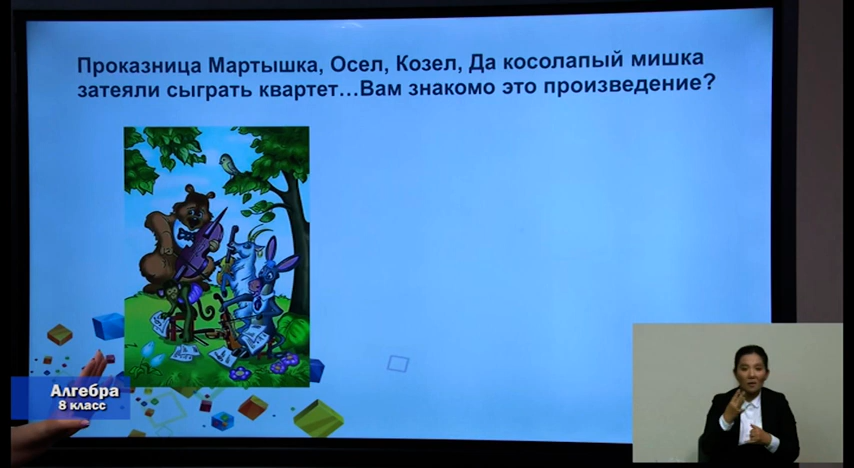 Проказница Мартышка, Осел, Козел, Да косолапый мишка
затеяли сыграть квартет…Вам знакомо это произведение?
Алгебра
8 класс